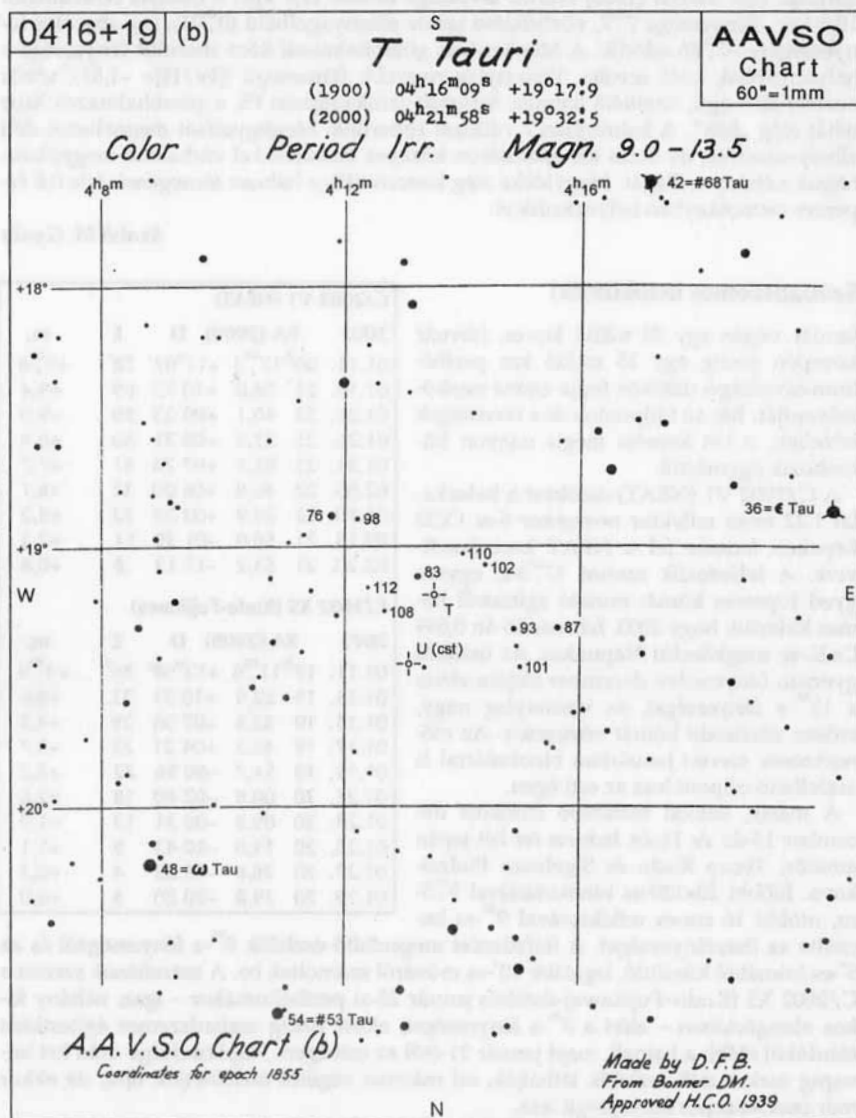 0416+19 (b)
S
T Tauri
(1900) 04ʰ16ᵐ09ˢ +19°17'.9
(2000) 04ʰ21ᵐ58ˢ +19°32'.5
AAVSO
Chart
60"=1mm
Color Period Irr. Magn. 9.0-13.5
4ʰ8ᵐ 4ʰ12ᵐ 4ʰ16ᵐ 42=#68 Tau
+18°
36=ϵ Tau
76 98
+19°
110
102
83
W 112 E
108
93 87
U (cst)
101
+20°
48=ω Tau
54=#53 Tau
A.A.V.S.O. Chart (b)
Coordinates for epoch 1855
Made by D.F.B.
From Bonner DM.
Approved H.C.O. 1939
N